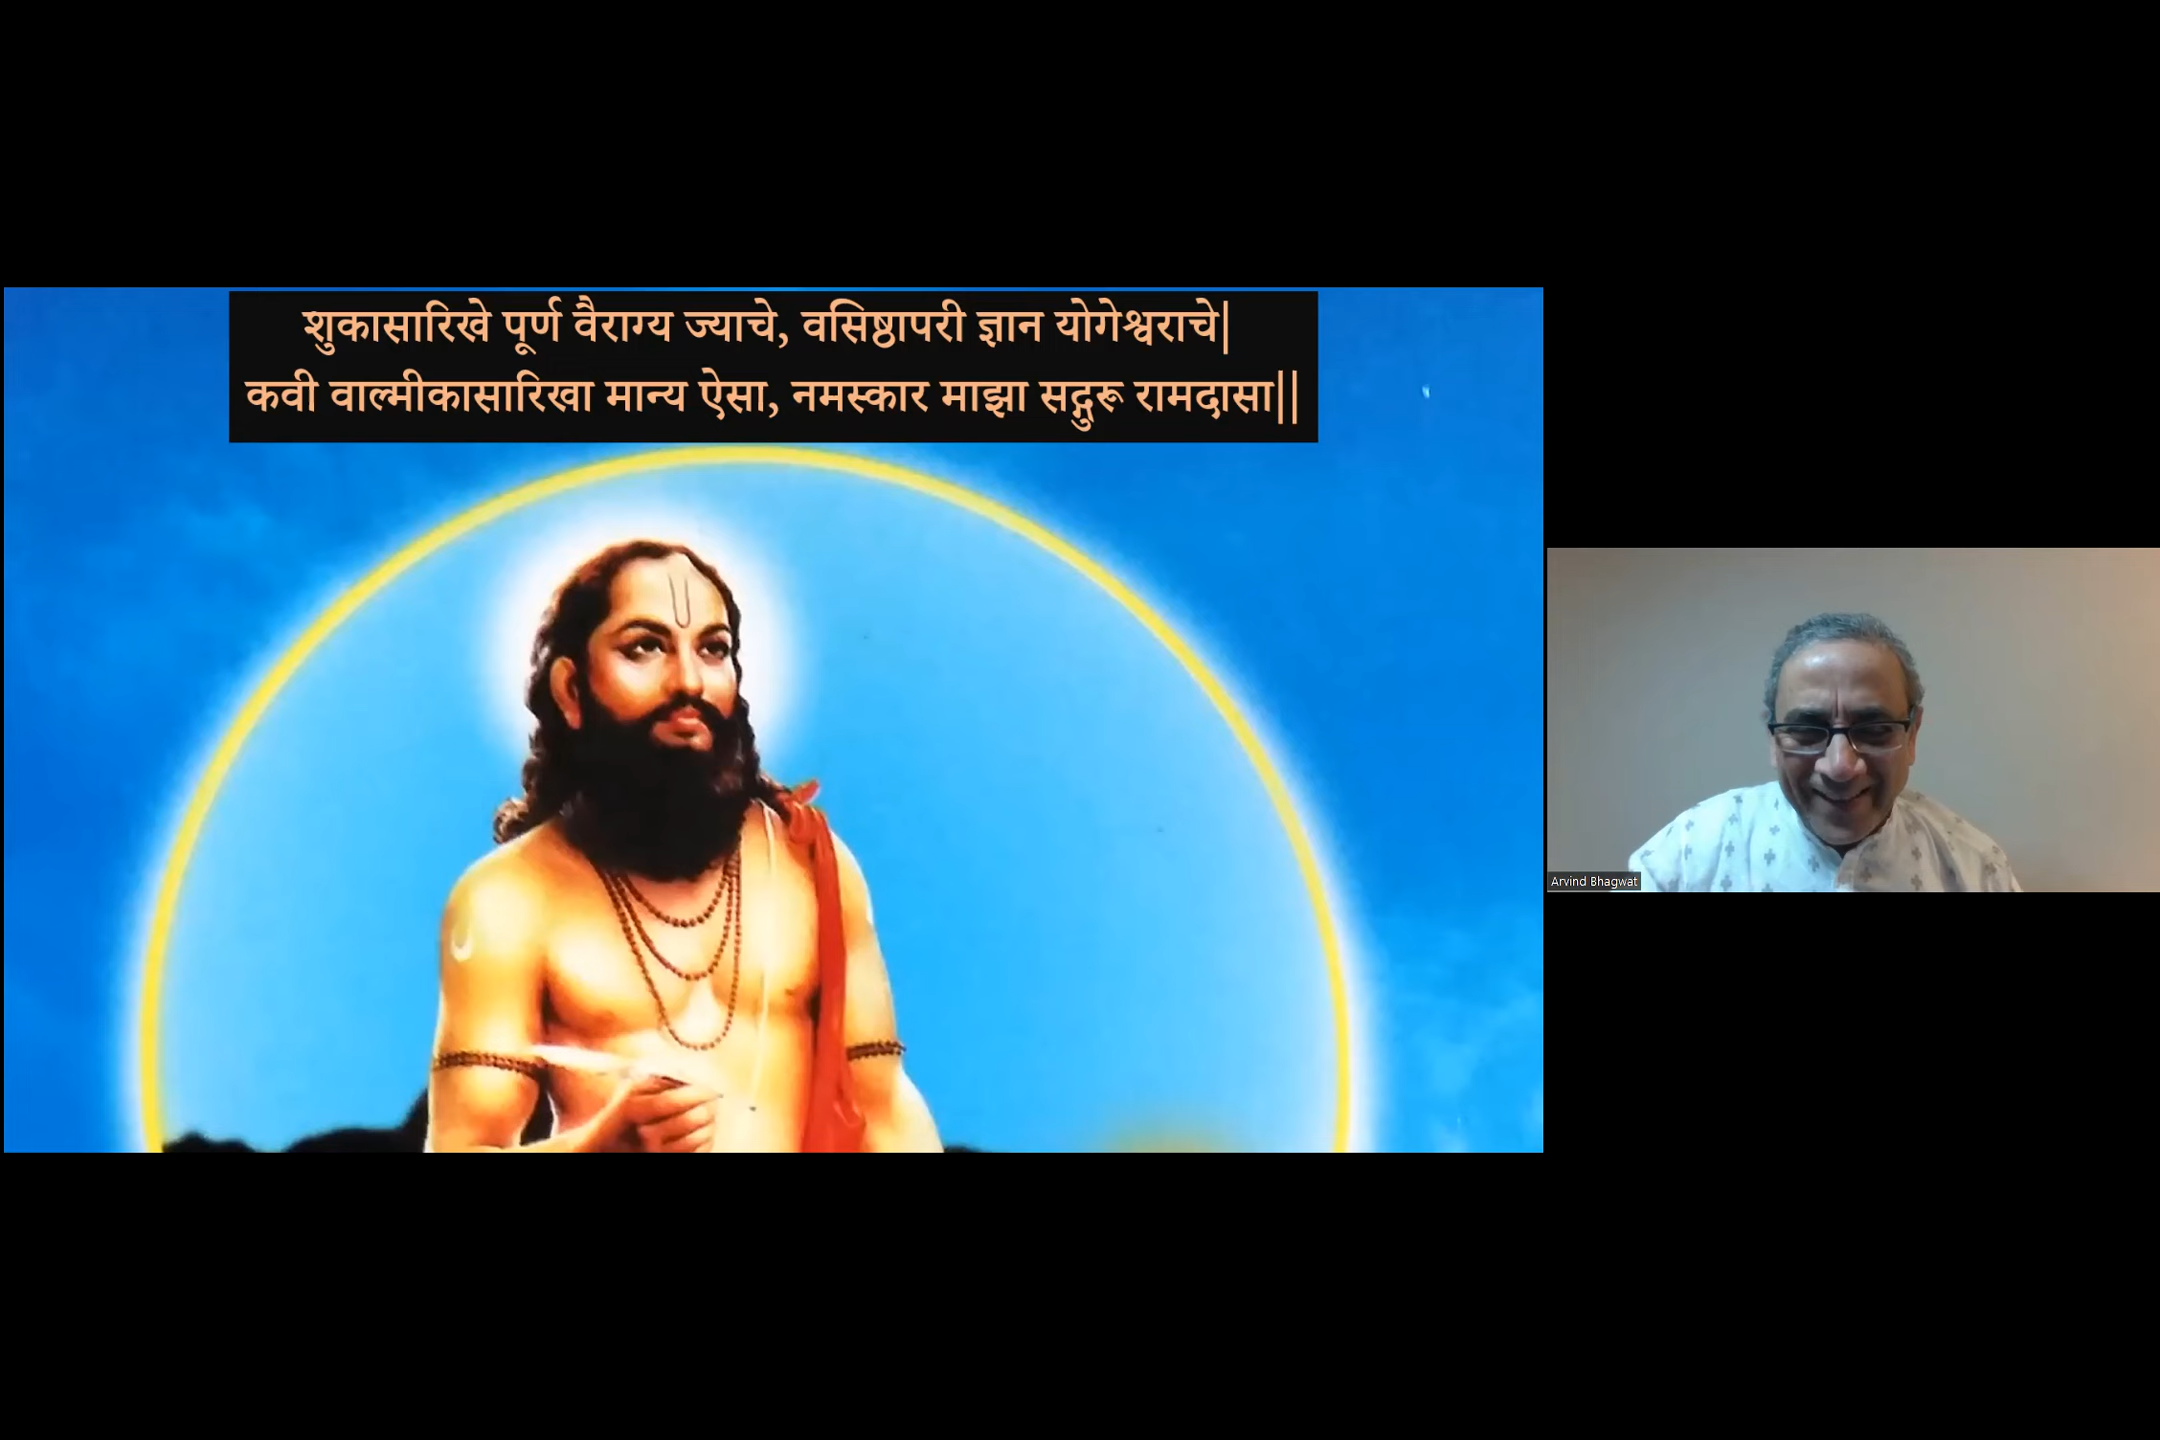 शुकासारिखे पूर्ण वैराग्य ज्याचे, वसिष्ठापरी ज्ञान योगेश्वराचे|
कवी वाल्मीकासारिखा मान्य ऐसा, नमस्कार माझा सद्गुरू रामदासा||
Arvind Bhagwat